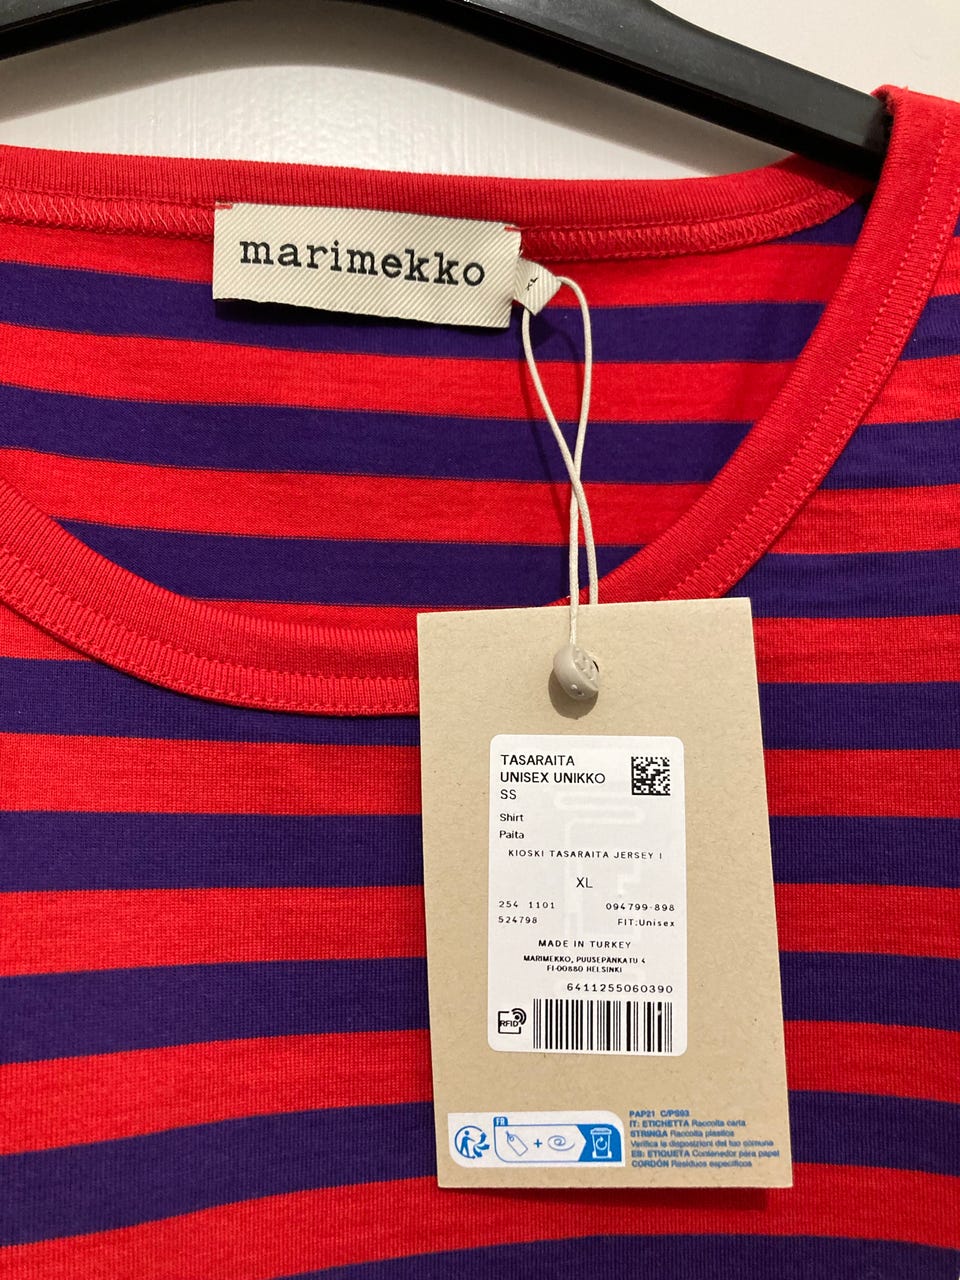 marimekko
XL
TASARAITA
UNISEX UNIKKO
SS
Shirt
Paita
KIOSKI TASARAITA JERSEY I
XL
254 1101 094799-898
524798 FIT:Unisex
MADE IN TURKEY
MARIMEKKO, PUUSEPÄNKATU 4
FI-00880 HELSINKI
6411255060390
RFID
FR
PAP21 C/PS93
IT: ETICHETTA Raccolta carta
STRINGA Raccolta plastica
Verifica le disposizioni del tuo comune
ES: ETIQUETA Contenedor para papel
CORDÓN Residuos específicos